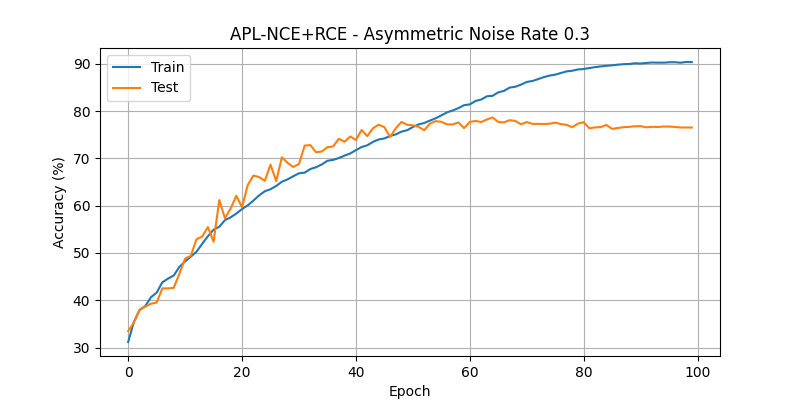 APL-NCE+RCE - Asymmetric Noise Rate 0.3
Train
Test
Accuracy (%)
90
80
70
60
50
40
30
0 20 40 60 80 100
Epoch